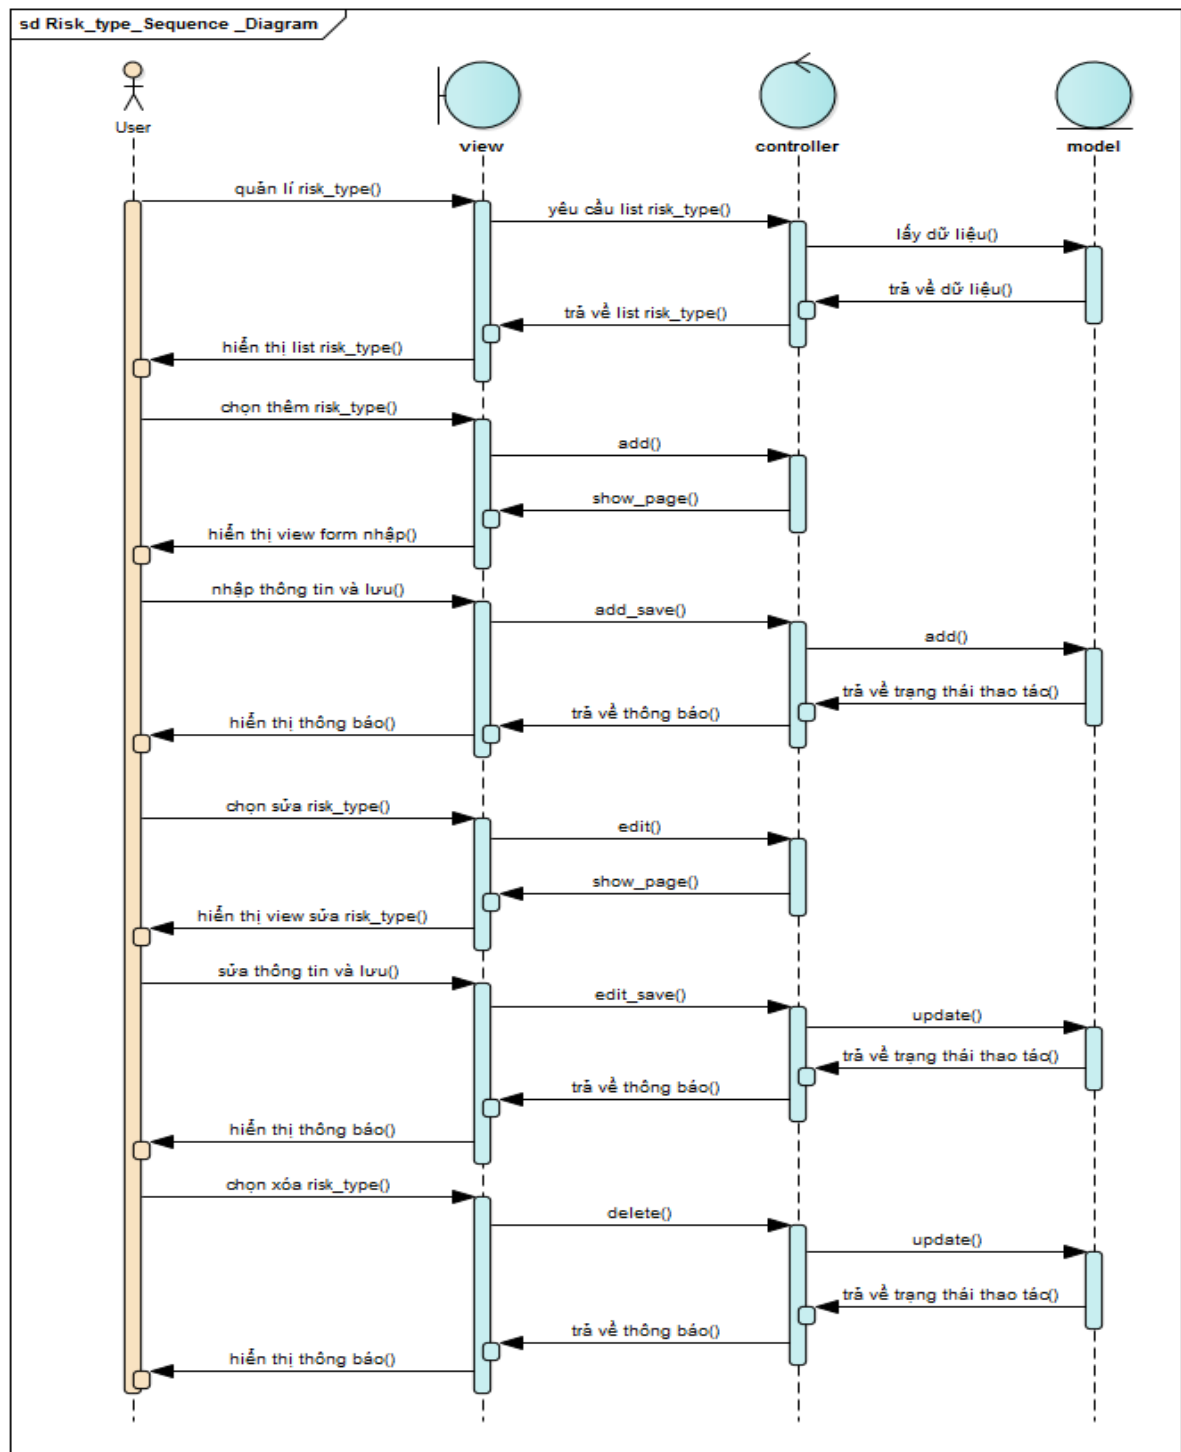 sd Risk_type_Sequence _Diagram
User
view
controller
model
quản lí risk_type()
yêu cầu list risk_type()
lấy dữ liệu()
trả về dữ liệu()
trả về list risk_type()
hiển thị list risk_type()
chọn thêm risk_type()
add()
show_page()
hiển thị view form nhập()
nhập thông tin và lưu()
add_save()
add()
trả về trạng thái thao tác()
trả về thông báo()
hiển thị thông báo()
chọn sửa risk_type()
edit()
show_page()
hiển thị view sửa risk_type()
sửa thông tin và lưu()
edit_save()
update()
trả về trạng thái thao tác()
trả về thông báo()
hiển thị thông báo()
chọn xóa risk_type()
delete()
update()
trả về trạng thái thao tác()
trả về thông báo()
hiển thị thông báo()